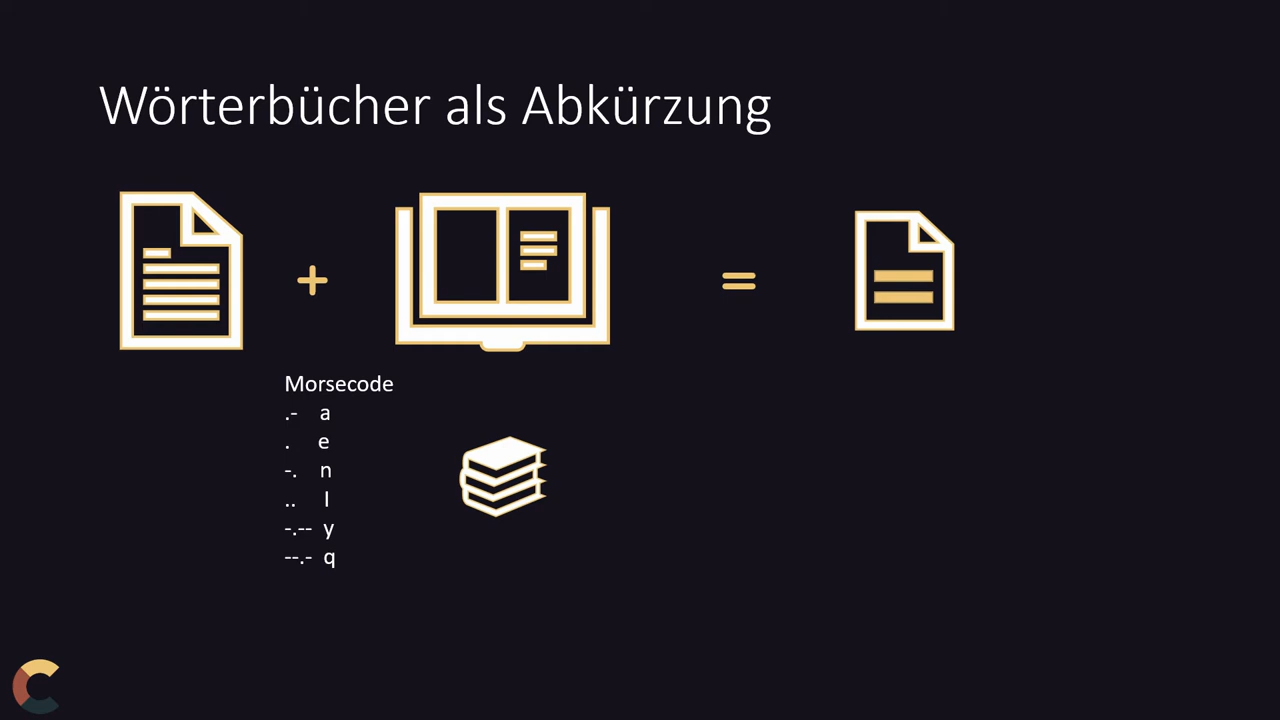 Wörterbücher als Abkürzung
+
=
Morsecode
.- a
. e
-. n
.. I
-.-- y
--.- q